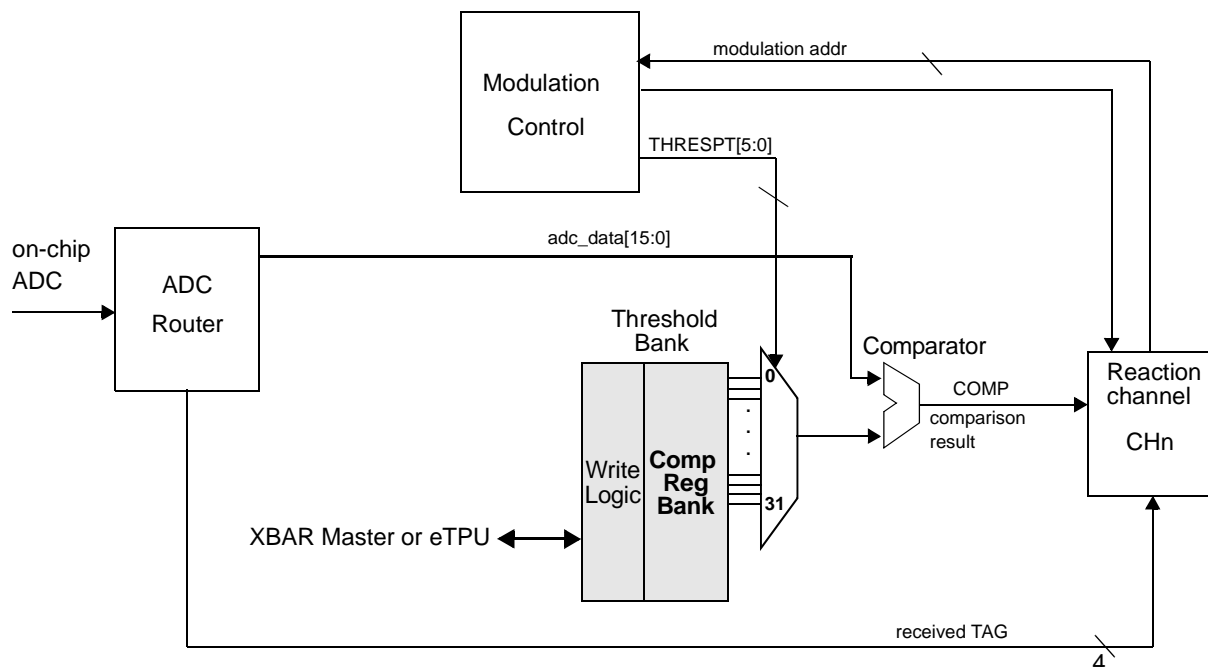 modulation addr
Modulation
Control
THRESPT[5:0]
on-chip
ADC
adc_data[15:0]
ADC
Router
Threshold
Bank
Comparator
0
Reaction
channel
CHn
COMP
comparison
result
Write
Logic
Comp
Reg
Bank
31
XBAR Master or eTPU
received TAG
4